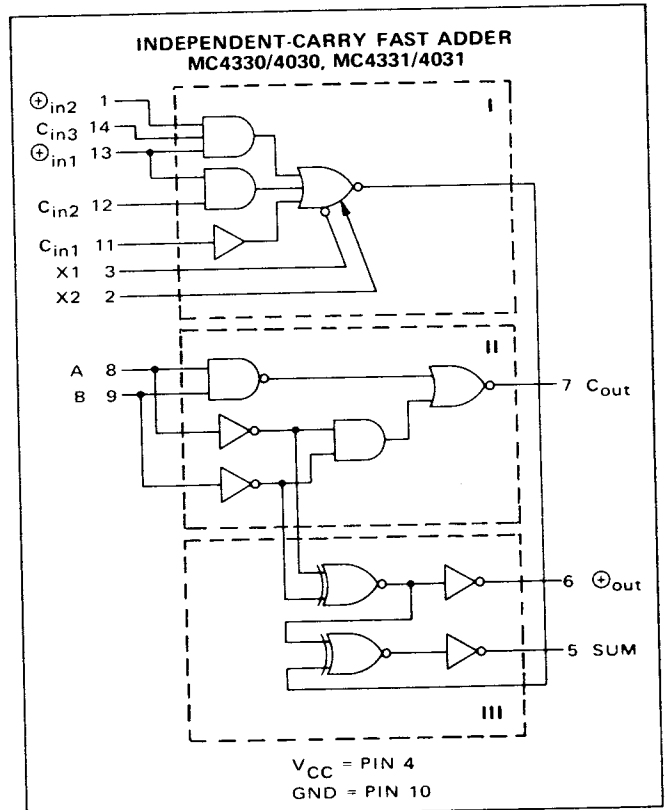 INDEPENDENT-CARRY FAST ADDER
MC4330/4030, MC4331/4031
I
⊕in2 1
Cin3 14
⊕in1 13
Cin2 12
Cin1 11
X1 3
X2 2
II
A 8
B 9
7 Cout
6 ⊕out
5 SUM
III
VCC = PIN 4
GND = PIN 10